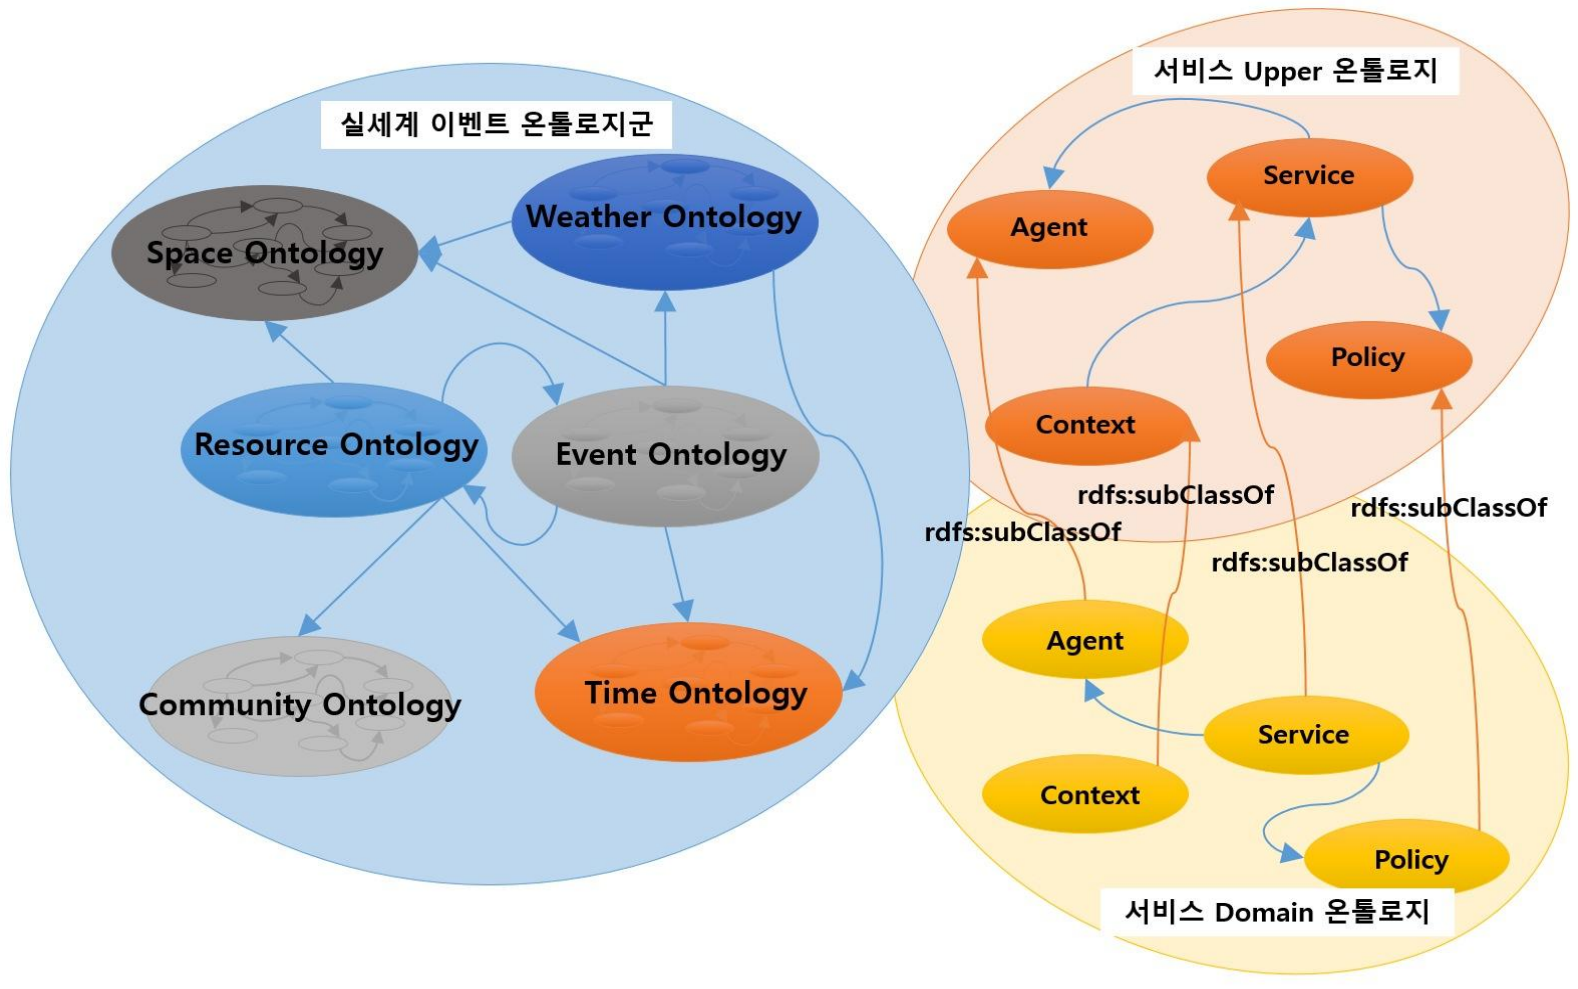 실세계 이벤트 온톨로지군
Space Ontology
Weather Ontology
Resource Ontology
Event Ontology
Community Ontology
Time Ontology
서비스 Upper 온톨로지
Service
Agent
Policy
Context
rdfs:subClassOf
rdfs:subClassOf
rdfs:subClassOf
rdfs:subClassOf
Agent
Service
Context
Policy
서비스 Domain 온톨로지